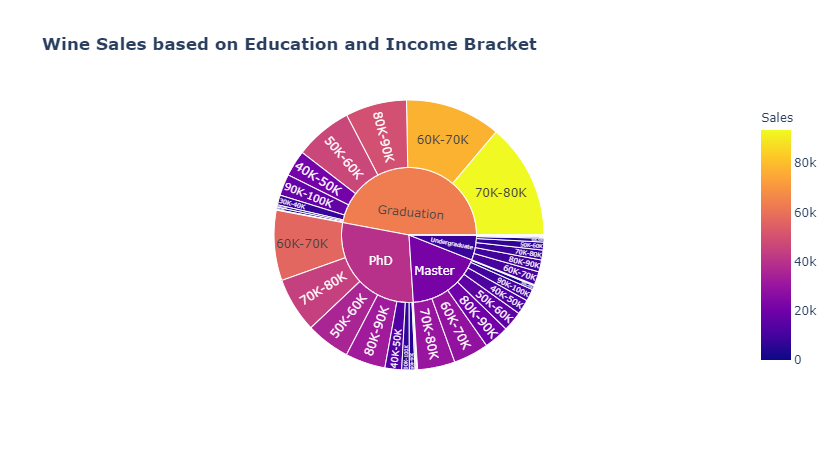 Wine Sales based on Education and Income Bracket
Sales
80k
60k
40k
20k
0
Graduation
70K-80K
60K-70K
80K-90K
50K-60K
40K-50K
90K-100K
30K-40K
PhD
60K-70K
70K-80K
50K-60K
80K-90K
40K-50K
Master
70K-80K
60K-70K
80K-90K
50K-60K
40K-50K
90K-100K
Undergraduate
60K-70K
80K-90K
70K-80K
50K-60K